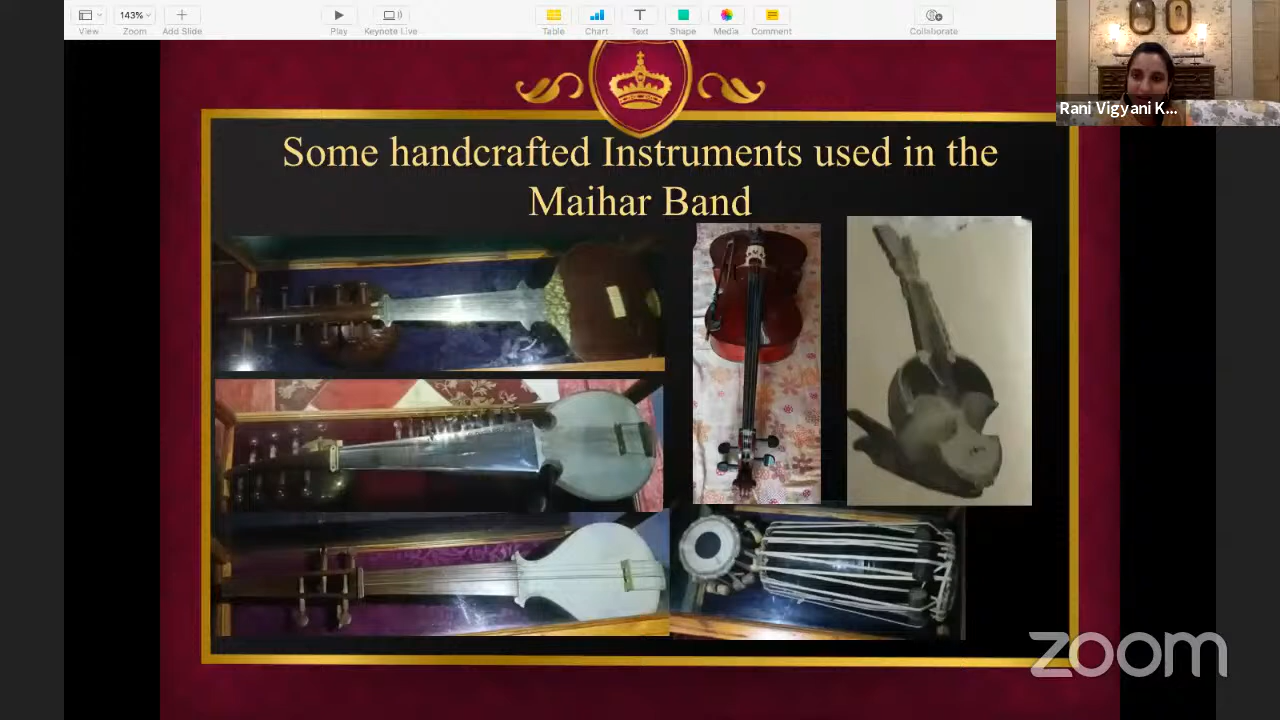 143%
View
Zoom
Add Slide
Play
Keynote Live
Table
Chart
Text
Shape
Media
Comment
Collaborate
Rani Vigyani K...
Some handcrafted Instruments used in the
Maihar Band
zoom